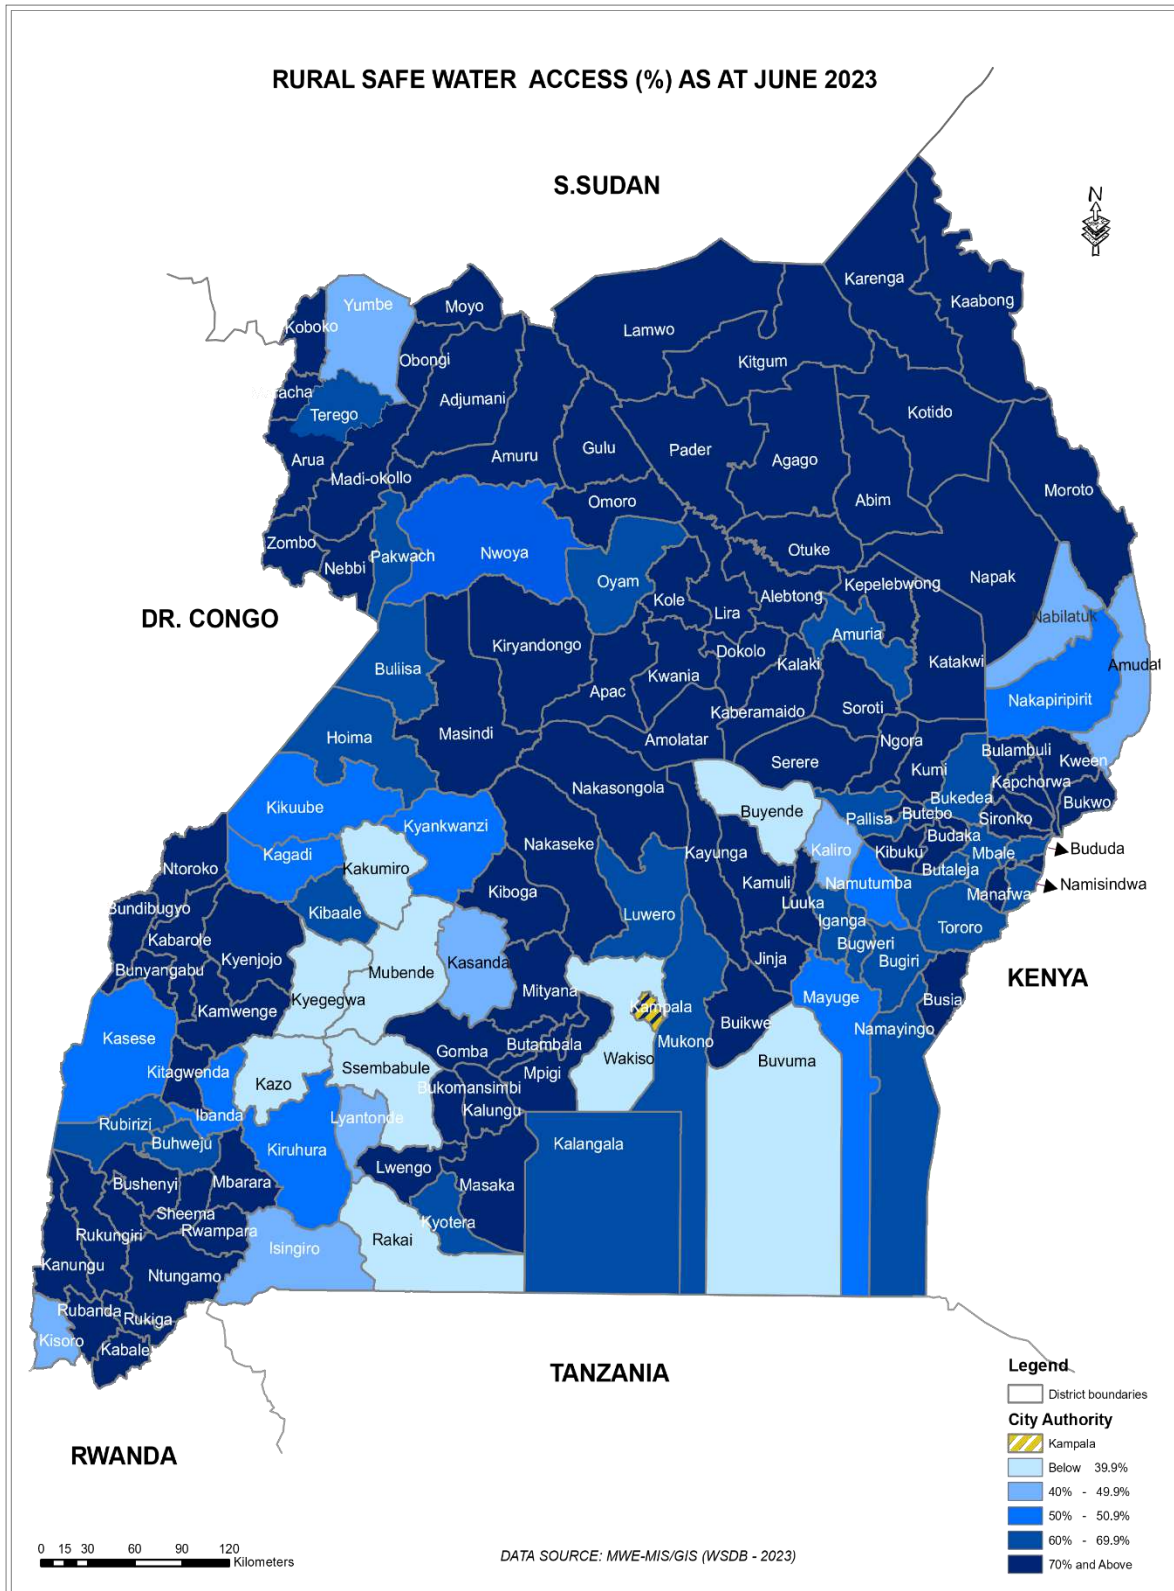 RURAL SAFE WATER ACCESS (%) AS AT JUNE 2023
S.SUDAN
N
Karenga
Kaabong
Yumbe
Moyo
Koboko
Lamwo
Obongi
Kitgum
Maracha
Adjumani
Terego
Kotido
Gulu
Pader
Agago
Arua
Amuru
Madi-okollo
Moroto
Abim
Omoro
Zombo
Nebbi
Pakwach
Nwoya
Otuke
Oyam
Kepelebwong
Napak
Kole
Alebtong
Lira
DR. CONGO
Nabilatuk
Amuria
Kiryandongo
Dokolo
Kalaki
Katakwi
Amudat
Buliisa
Kwania
Apac
Nakapiripirit
Kaberamaido
Soroti
Hoima
Masindi
Amolatar
Ngora
Bulambuli
Serere
Kumi
Kween
Kapchorwa
Nakasongola
Bukedea
Bukwo
Kikuube
Buyende
Pallisa
Butebo
Sironko
Kyankwanzi
Budaka
Nakaseke
Kaliro
Kibuku
Mbale
Bududa
Kagadi
Kayunga
Ntoroko
Kakumiro
Butaleja
Kamuli
Namutumba
Manafwa
Namisindwa
Kiboga
Luuka
Bundibugyo
Kibaale
Luwero
Iganga
Tororo
Kabarole
Bugweri
Kyenjojo
Mubende
Kasanda
Jinja
Bugiri
Bunyangabu
KENYA
Mityana
Kyegegwa
Mayuge
Busia
Kamwenge
Kampala
Buikwe
Kasese
Mukono
Namayingo
Gomba
Butambala
Wakiso
Buvuma
Kitagwenda
Ssembabule
Mpigi
Kazo
Bukomansimbi
Kalungu
Ibanda
Lyantonde
Rubirizi
Buhweju
Kiruhura
Kalangala
Lwengo
Bushenyi
Mbarara
Masaka
Sheema
Kyotera
Rukungiri
Rwampara
Rakai
Isingiro
Kanungu
Ntungamo
Rubanda
Rukiga
Kisoro
Kabale
TANZANIA
RWANDA
Legend
District boundaries
City Authority
Kampala
Below 39.9%
40% - 49.9%
50% - 50.9%
60% - 69.9%
70% and Above
0 15 30 60 90 120
Kilometers
DATA SOURCE: MWE-MIS/GIS (WSDB - 2023)